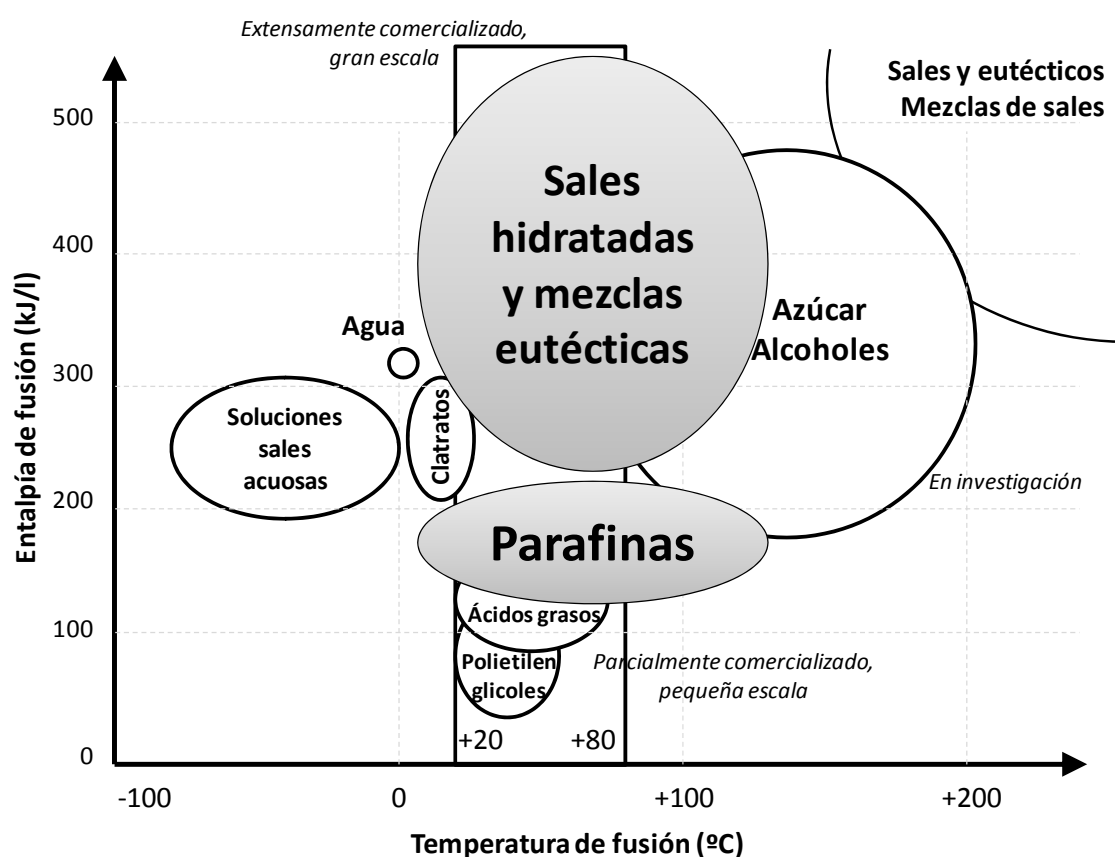 Extensamente comercializado,
gran escala
Sales y eutécticos
Mezclas de sales
Entalpía de fusión (kJ/l)
500
400
300
200
100
0
Sales
hidratadas
y mezclas
eutécticas
Azúcar
Alcoholes
Agua
Soluciones
sales
acuosas
Clatratos
En investigación
Parafinas
Ácidos grasos
Polietilen
glicoles
Parcialmente comercializado,
pequeña escala
+20
+80
-100
0
+100
+200
Temperatura de fusión (ºC)